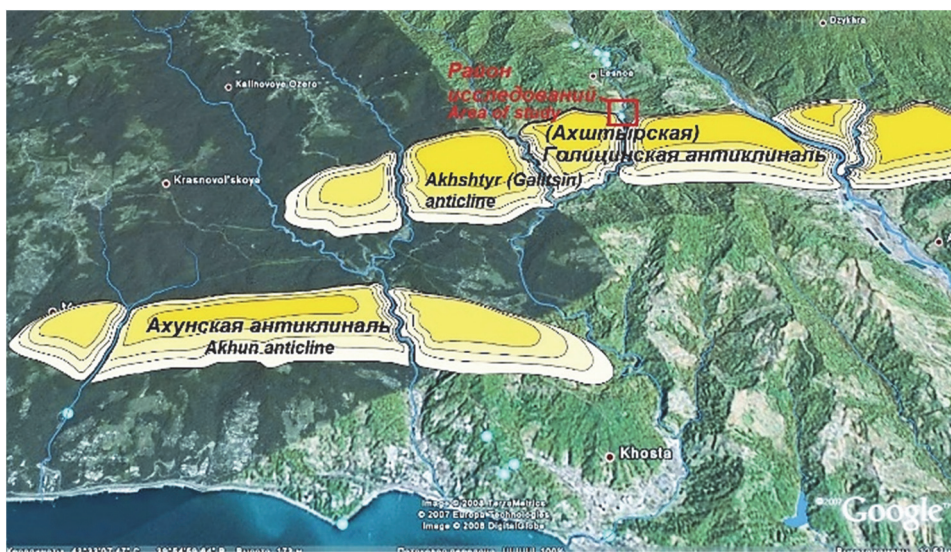 Dzykhra
Kalinovoye Ozero
Район
исследований
Area of study
Lesnoe
(Ахштырская)
Голицинская антиклиналь
Akhshtyr (Galitsin)
anticline
Krasnovol'skoya
Ахунская антиклиналь
Akhun anticline
Khosta
Image © 2008 TerraMetrics
© 2007 Europa Technologies
Image © 2008 DigitalGlobe
©2007 Google
100%